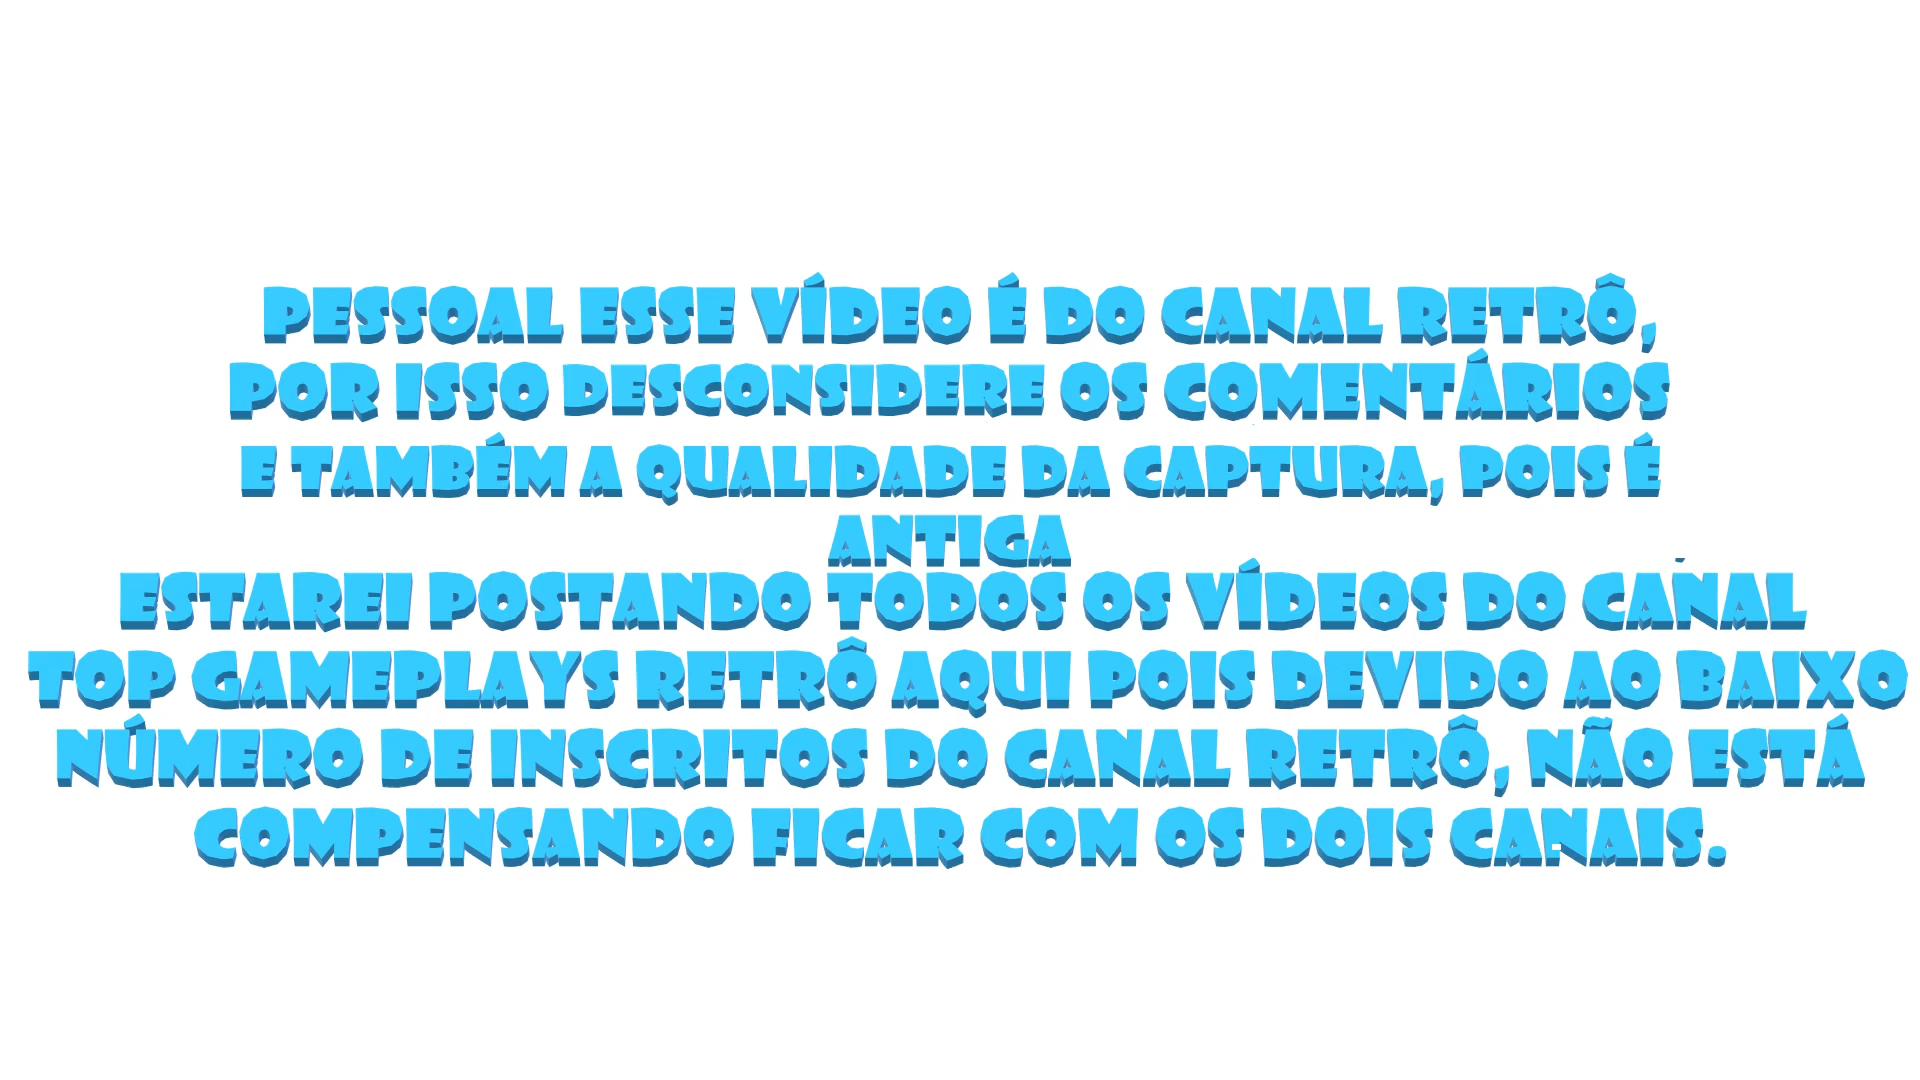 PESSOAL ESSE VÍDEO É DO CANAL RETRÔ,
POR ISSO DESCONSIDERE OS COMENTÁRIOS
E TAMBÉM A QUALIDADE DA CAPTURA, POIS É
ANTIGA
ESTAREI POSTANDO TODOS OS VÍDEOS DO CANAL
TOP GAMEPLAYS RETRÔ AQUI POIS DEVIDO AO BAIXO
NÚMERO DE INSCRITOS DO CANAL RETRÔ, NÃO ESTÁ
COMPENSANDO FICAR COM OS DOIS CANAIS.